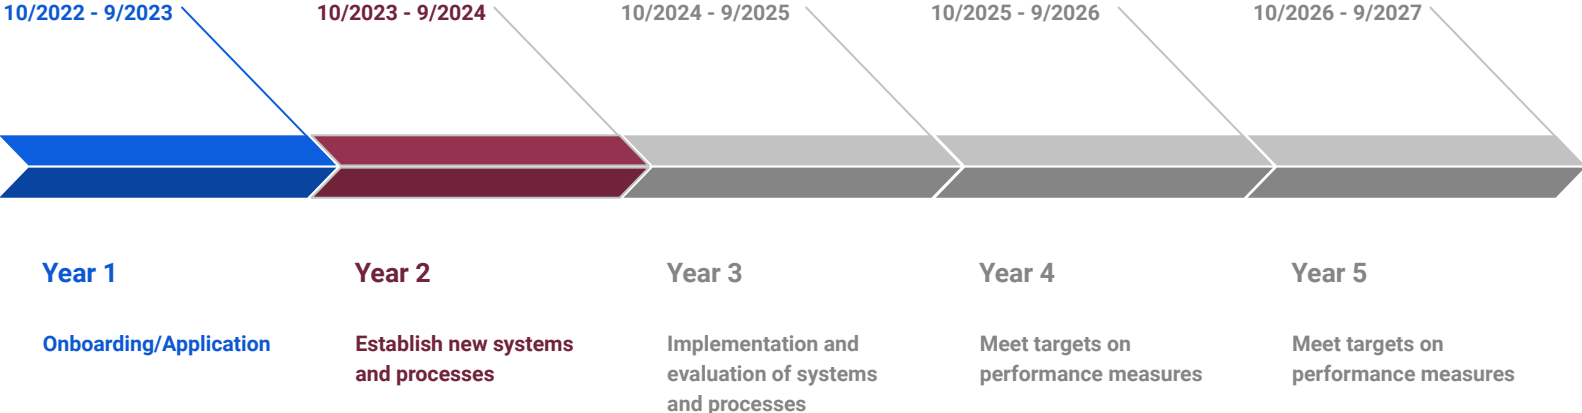 10/2022 - 9/2023
10/2023 - 9/2024
10/2024 - 9/2025
10/2025 - 9/2026
10/2026 - 9/2027
Year 1
Year 2
Year 3
Year 4
Year 5
Onboarding/Application
Establish new systems
and processes
Implementation and
evaluation of systems
and processes
Meet targets on
performance measures
Meet targets on
performance measures